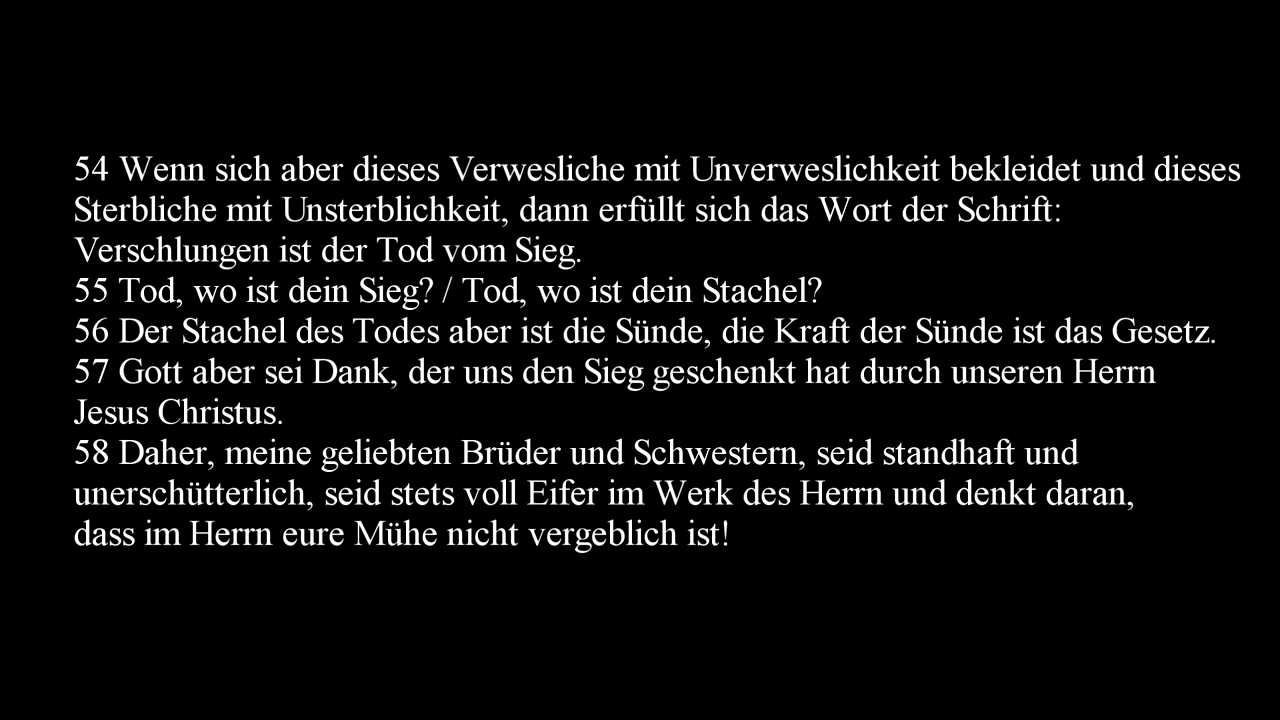 54 Wenn sich aber dieses Verwesliche mit Unverweslichkeit bekleidet und dieses
Sterbliche mit Unsterblichkeit, dann erfüllt sich das Wort der Schrift:
Verschlungen ist der Tod vom Sieg.
55 Tod, wo ist dein Sieg? / Tod, wo ist dein Stachel?
56 Der Stachel des Todes aber ist die Sünde, die Kraft der Sünde ist das Gesetz.
57 Gott aber sei Dank, der uns den Sieg geschenkt hat durch unseren Herrn
Jesus Christus.
58 Daher, meine geliebten Brüder und Schwestern, seid standhaft und
unerschütterlich, seid stets voll Eifer im Werk des Herrn und denkt daran,
dass im Herrn eure Mühe nicht vergeblich ist!